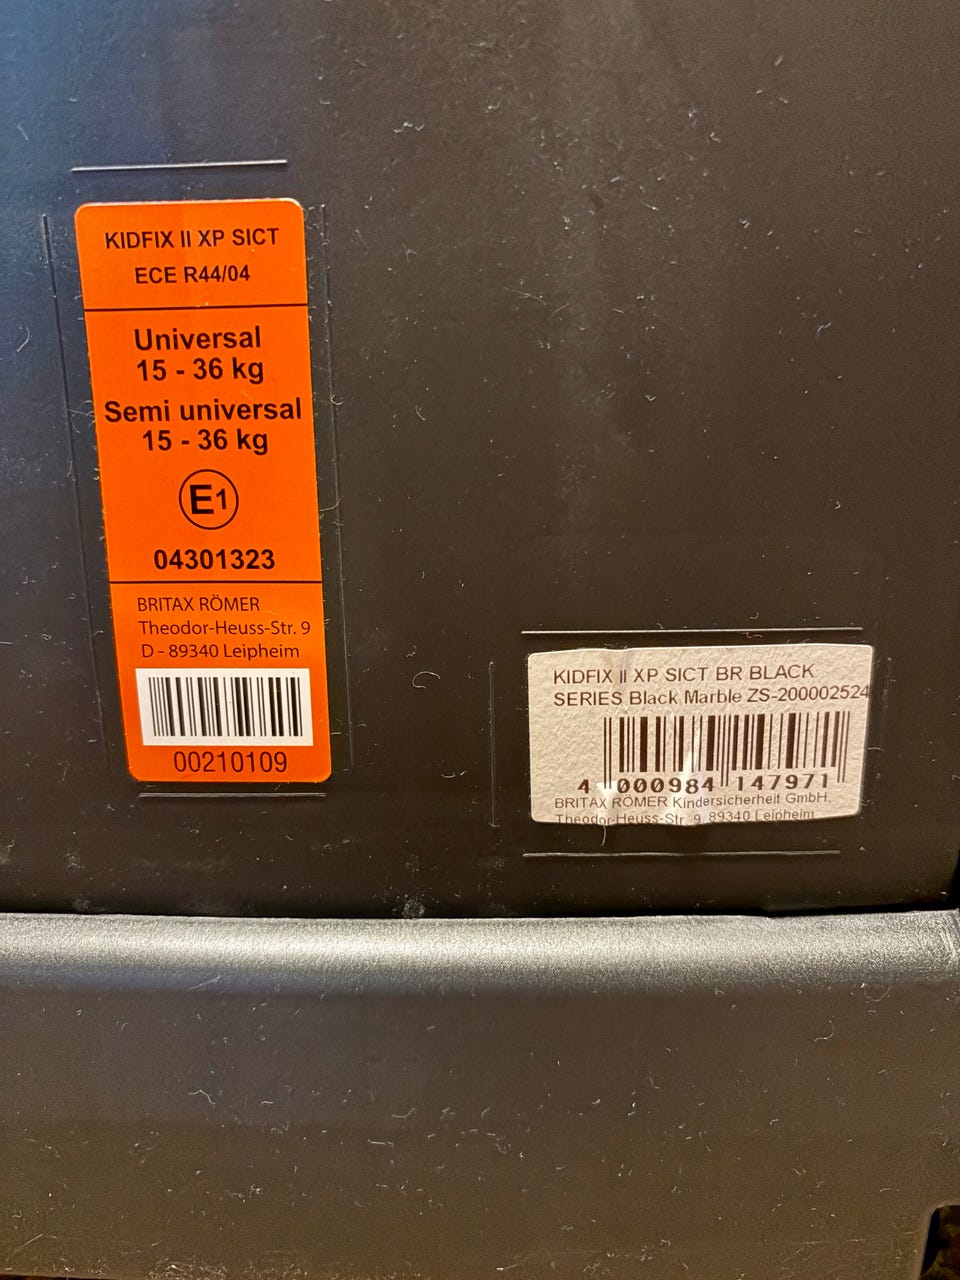 KIDFIX II XP SICT
ECE R44/04
Universal
15 - 36 kg
Semi universal
15 - 36 kg
E1
04301323
BRITAX RÖMER
Theodor-Heuss-Str. 9
D - 89340 Leipheim
00210109
KIDFIX II XP SICT BR BLACK
SERIES Black Marble ZS-200002524
4 000984 147971
BRITAX RÖMER Kindersicherheit GmbH,
Theodor-Heuss-Str. 9, 89340 Leipheim